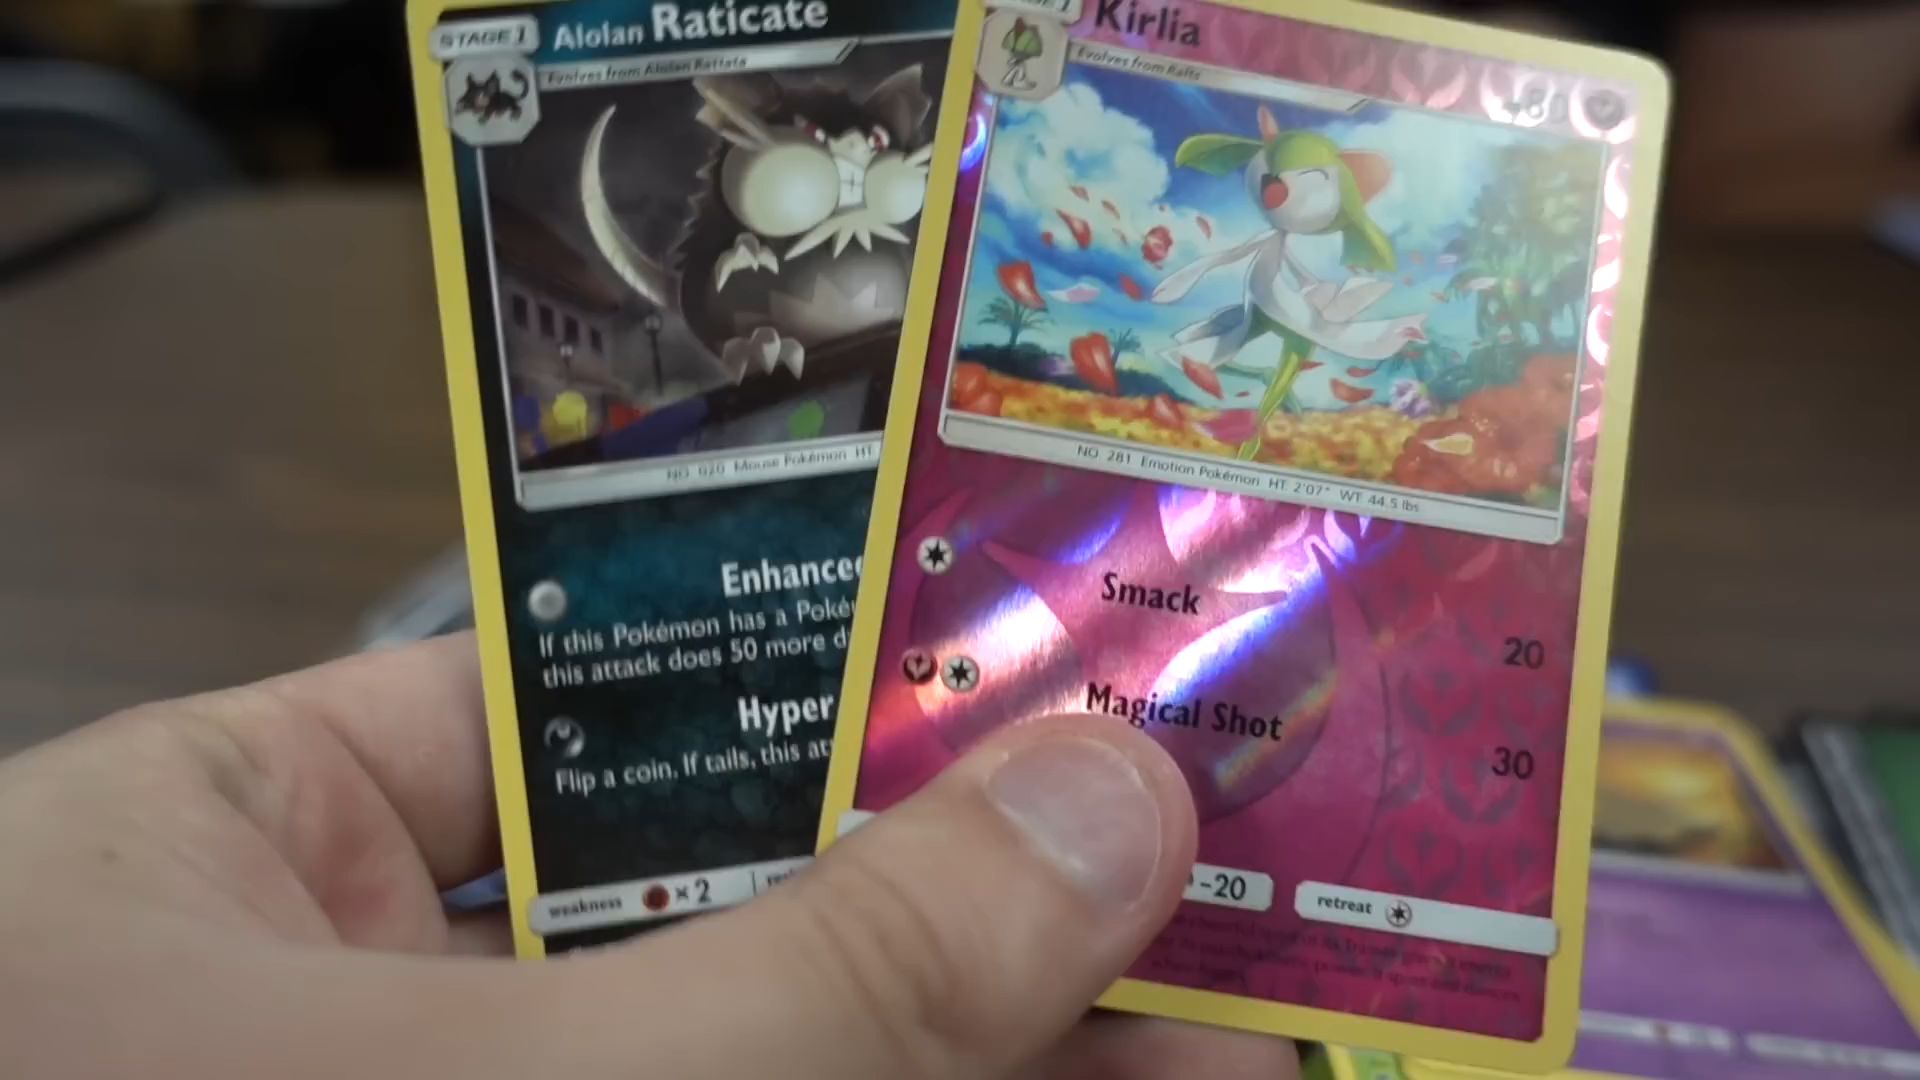 STAGE 1
Alolan Raticate
Evolves from Alolan Rattata
NO. 020 Mouse Pokémon HT
Enhanced
If this Pokémon has a Poké
this attack does 50 more d
Hyper
Flip a coin. If tails, this at
weakness ×2
Kirlia
Evolves from Ralts
80
NO. 281 Emotion Pokémon HT: 2'07" WT: 44.5 lbs
Smack
20
Magical Shot
30
-20
retreat